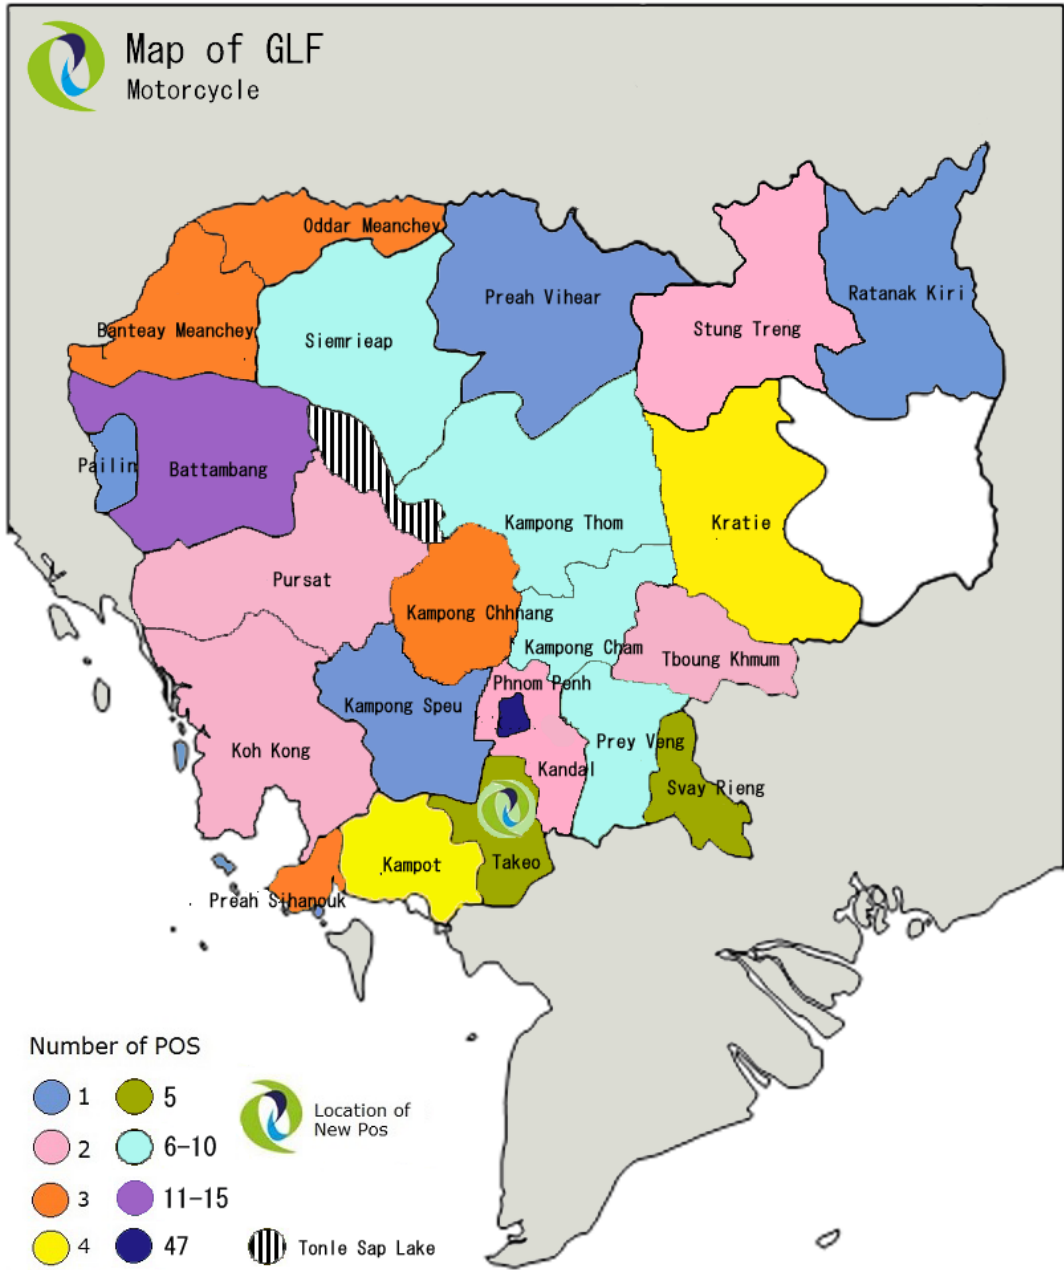 Map of GLF
Motorcycle
Oddar Meanchey
Preah Vihear
Ratanak Kiri
Banteay Meanchey
Stung Treng
Siemrieap
Pailin
Battambang
Kampong Thom
Kratie
Pursat
Kampong Chhnang
Kampong Cham
Tboung Khmum
Phnom Penh
Kampong Speu
Prey Veng
Koh Kong
Kandal
Svay Rieng
Takeo
Kampot
Preah Sihanouk
Number of POS
1
5
2
6-10
3
11-15
4
47
Location of
New Pos
Tonle Sap Lake